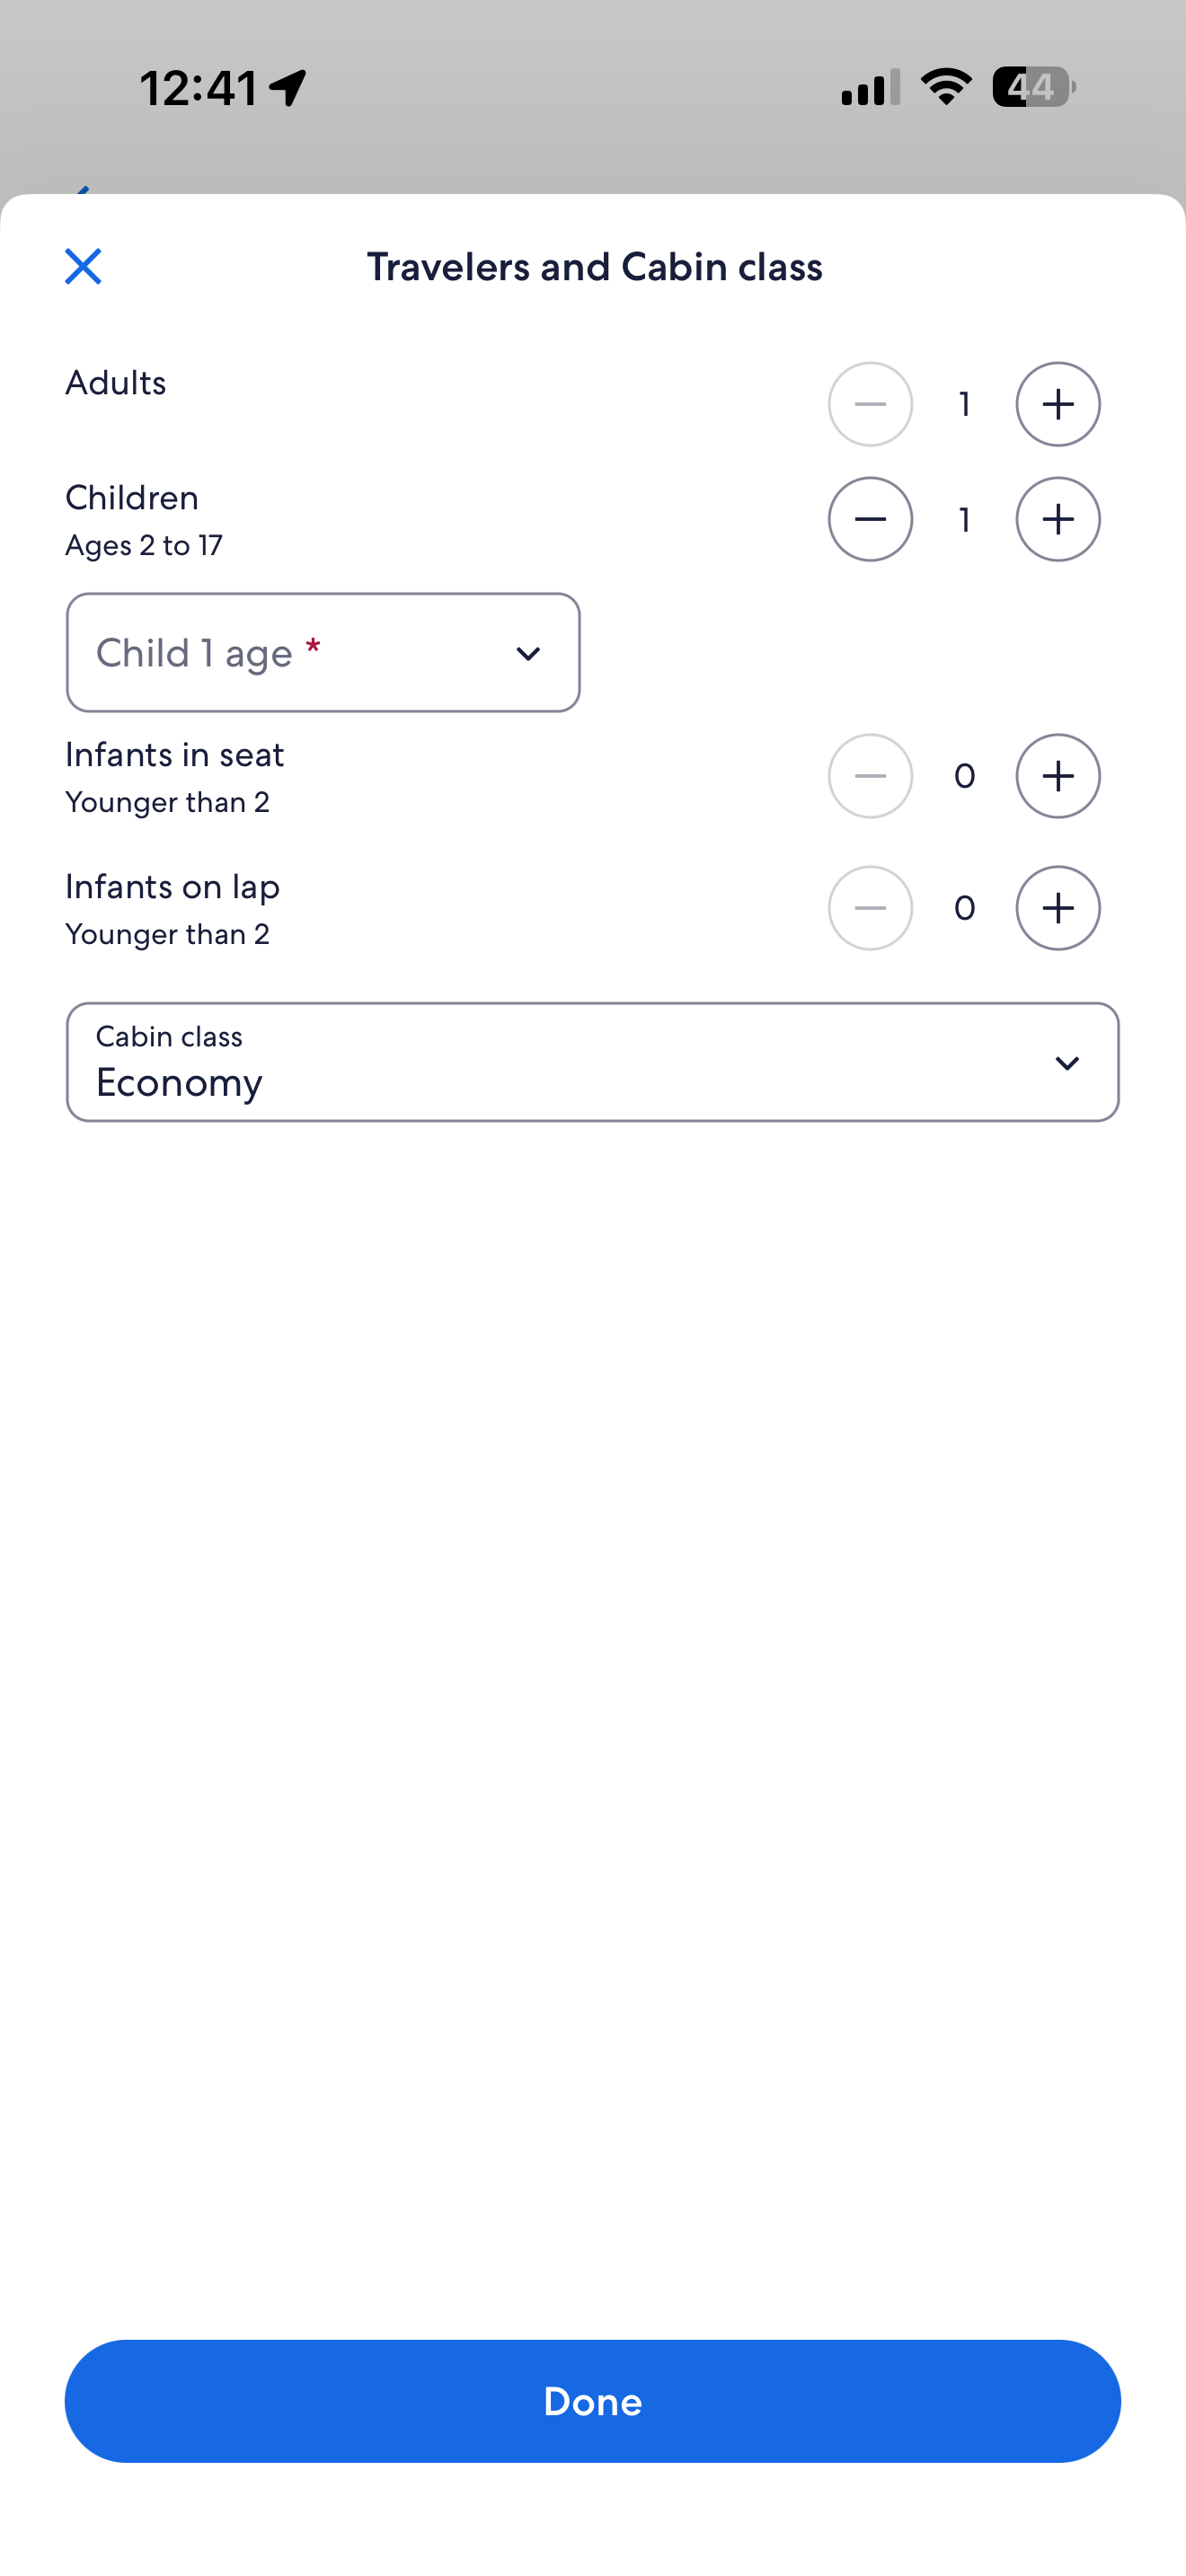 12:41
44
Travelers and Cabin class
Adults
1
Children
1
Ages 2 to 17
Child 1 age *
Infants in seat
0
Younger than 2
Infants on lap
0
Younger than 2
Cabin class
Economy
Done